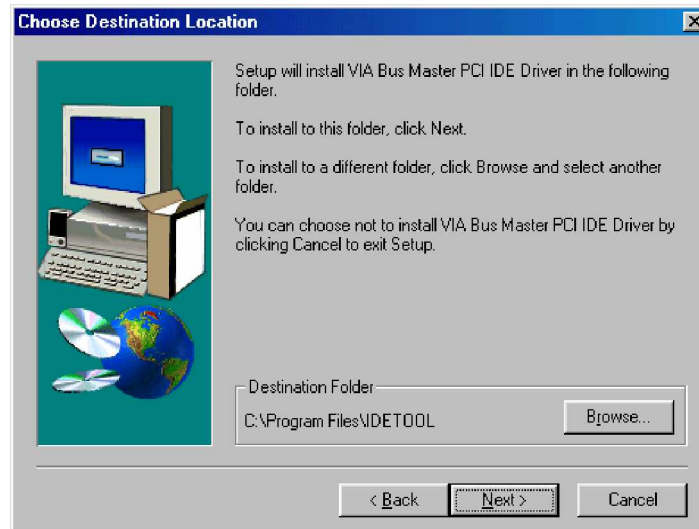 Choose Destination Location
Setup will install VIA Bus Master PCI IDE Driver in the following
folder.
To install to this folder, click Next.
To install to a different folder, click Browse and select another
folder.
You can choose not to install VIA Bus Master PCI IDE Driver by
clicking Cancel to exit Setup.
Destination Folder
C:\Program Files\IDETOOL
Browse...
< Back
Next >
Cancel